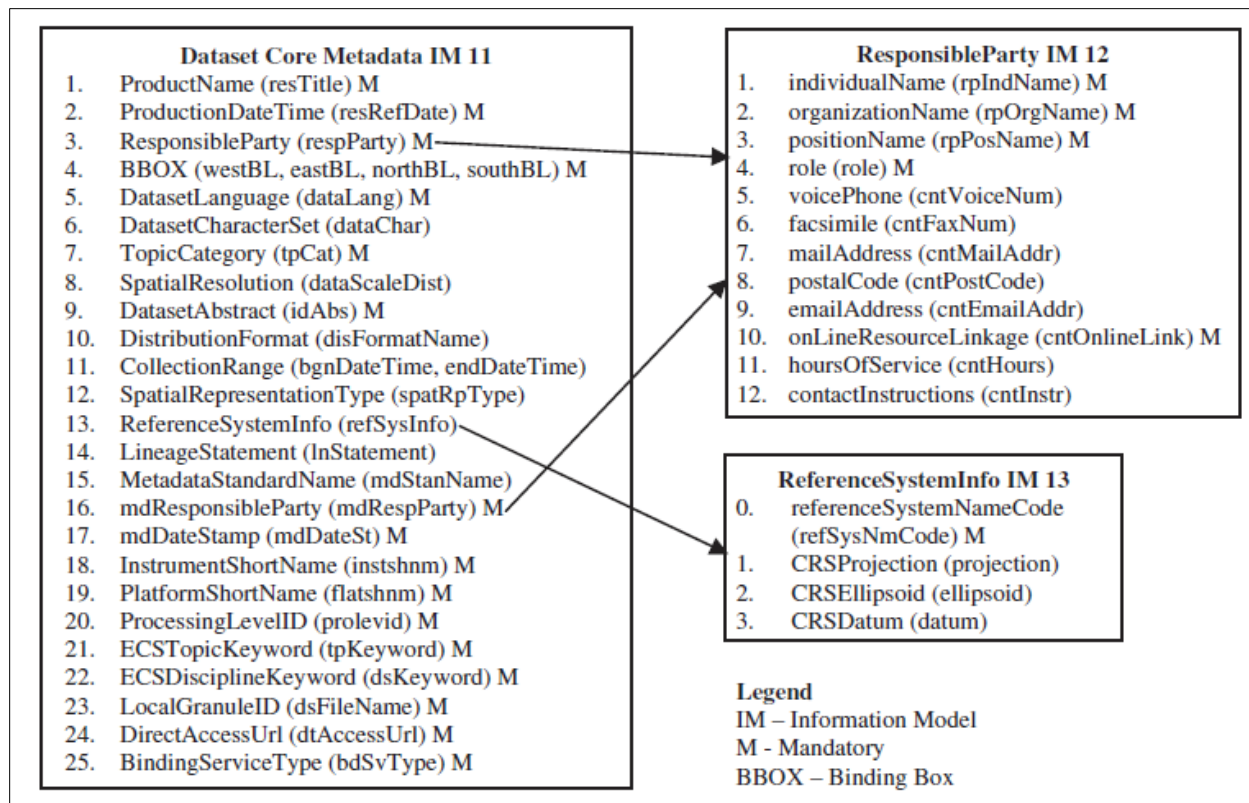 Dataset Core Metadata IM 11
1. ProductName (resTitle) M
2. ProductionDateTime (resRefDate) M
3. ResponsibleParty (respParty) M
4. BBOX (westBL, eastBL, northBL, southBL) M
5. DatasetLanguage (dataLang) M
6. DatasetCharacterSet (dataChar)
7. TopicCategory (tpCat) M
8. SpatialResolution (dataScaleDist)
9. DatasetAbstract (idAbs) M
10. DistributionFormat (disFormatName)
11. CollectionRange (bgnDateTime, endDateTime)
12. SpatialRepresentationType (spatRpType)
13. ReferenceSystemInfo (refSysInfo)
14. LineageStatement (lnStatement)
15. MetadataStandardName (mdStanName)
16. mdResponsibleParty (mdRespParty) M
17. mdDateStamp (mdDateSt) M
18. InstrumentShortName (instshnm) M
19. PlatformShortName (flatshnm) M
20. ProcessingLevelID (prolevid) M
21. ECSTopicKeyword (tpKeyword) M
22. ECSDisciplineKeyword (dsKeyword) M
23. LocalGranuleID (dsFileName) M
24. DirectAccessUrl (dtAccessUrl) M
25. BindingServiceType (bdSvType) M
ResponsibleParty IM 12
1. individualName (rpIndName) M
2. organizationName (rpOrgName) M
3. positionName (rpPosName) M
4. role (role) M
5. voicePhone (cntVoiceNum)
6. facsimile (cntFaxNum)
7. mailAddress (cntMailAddr)
8. postalCode (cntPostCode)
9. emailAddress (cntEmailAddr)
10. onLineResourceLinkage (cntOnlineLink) M
11. hoursOfService (cntHours)
12. contactInstructions (cntInstr)
ReferenceSystemInfo IM 13
0. referenceSystemNameCode
(refSysNmCode) M
1. CRSProjection (projection)
2. CRSEllipsoid (ellipsoid)
3. CRSDatum (datum)
Legend
IM – Information Model
M - Mandatory
BBOX – Binding Box